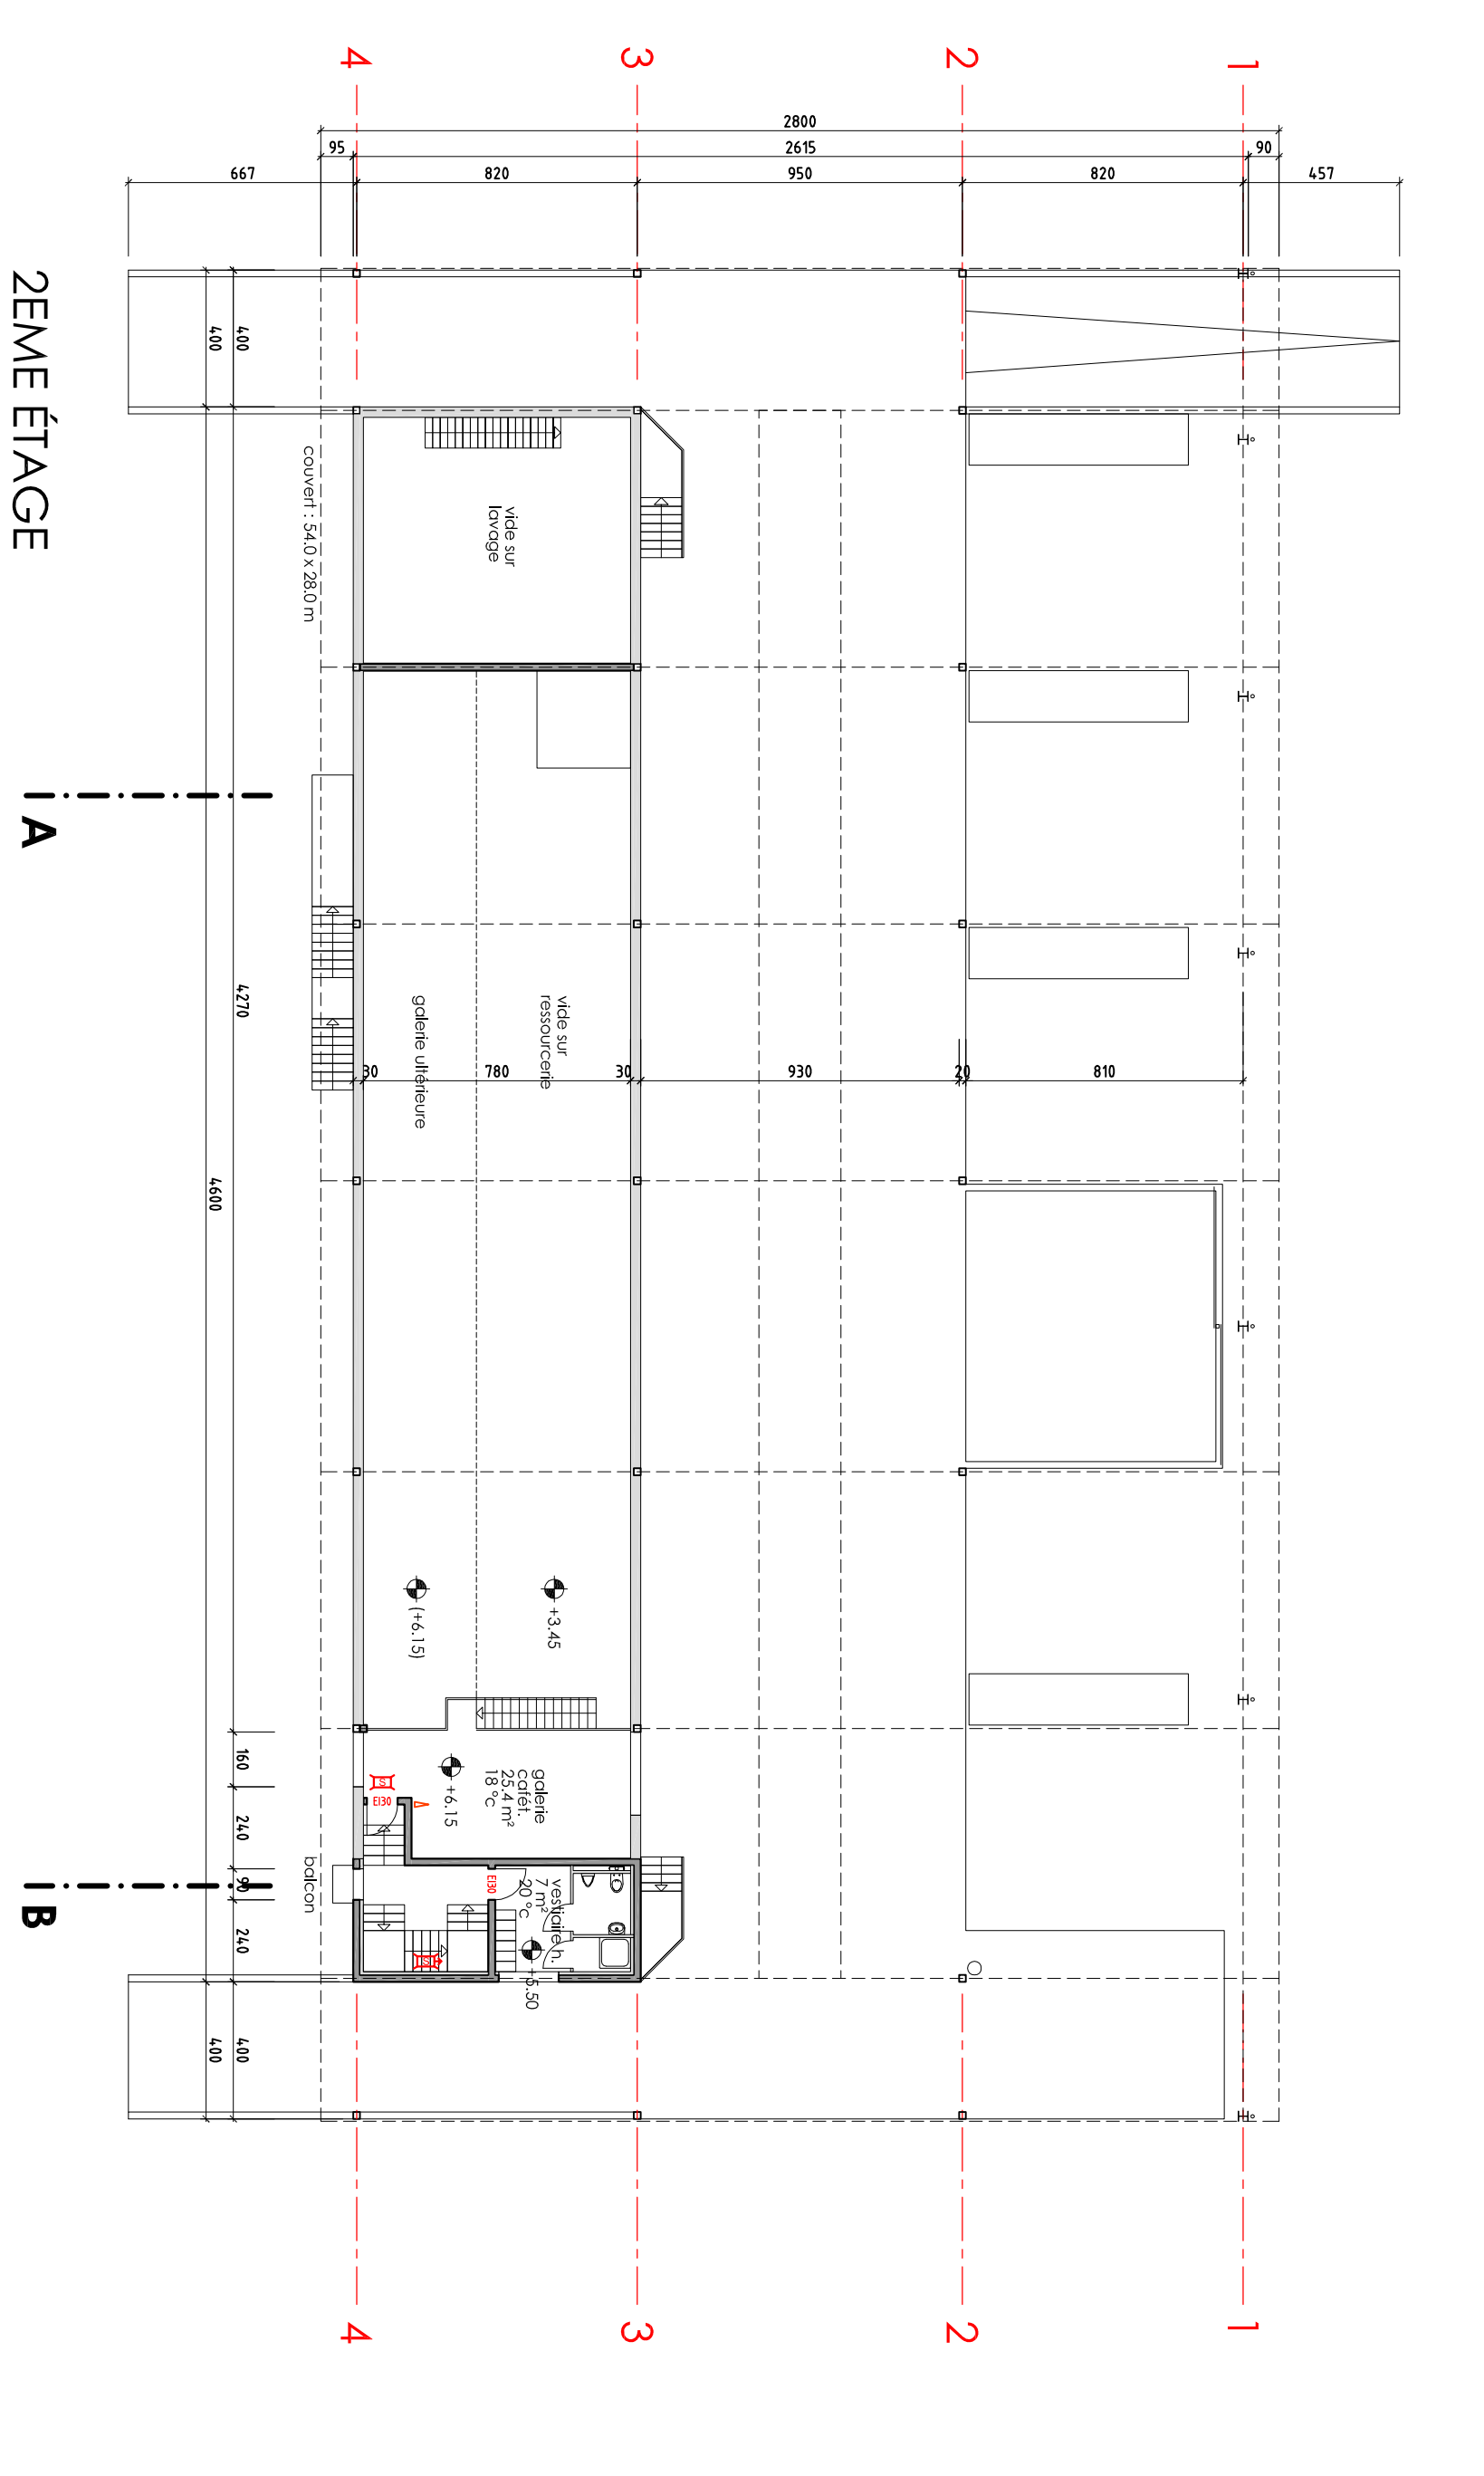 4
3
2
1
2800
95
2615
90
667
820
950
820
457
400
400
2EME ÉTAGE
couvert : 54.0 x 28.0 m
vide sur
lavage
A
4270
4600
galerie ultérieure
vide sur
ressourcerie
30
780
30
930
20
810
(+6.15)
+3.45
160
240
90
240
400
400
+6.15
galerie
cafét.
25.4 m²
18 °c
S
EI30
EI30
vestiaire h.
7 m²
20 °c
+5.50
S
balcon
B
4
3
2
1